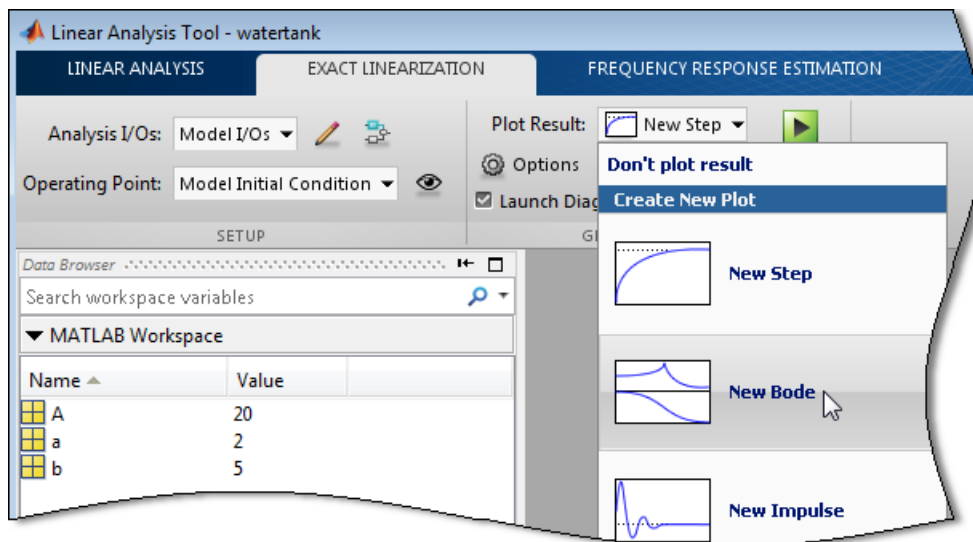 Linear Analysis Tool - watertank
LINEAR ANALYSIS
EXACT LINEARIZATION
FREQUENCY RESPONSE ESTIMATION
Analysis I/Os: Model I/Os
Operating Point: Model Initial Condition
SETUP
Plot Result: New Step
Options
Launch Diag
Don't plot result
Create New Plot
New Step
New Bode
New Impulse
Data Browser
Search workspace variables
MATLAB Workspace
Name Value
A 20
a 2
b 5